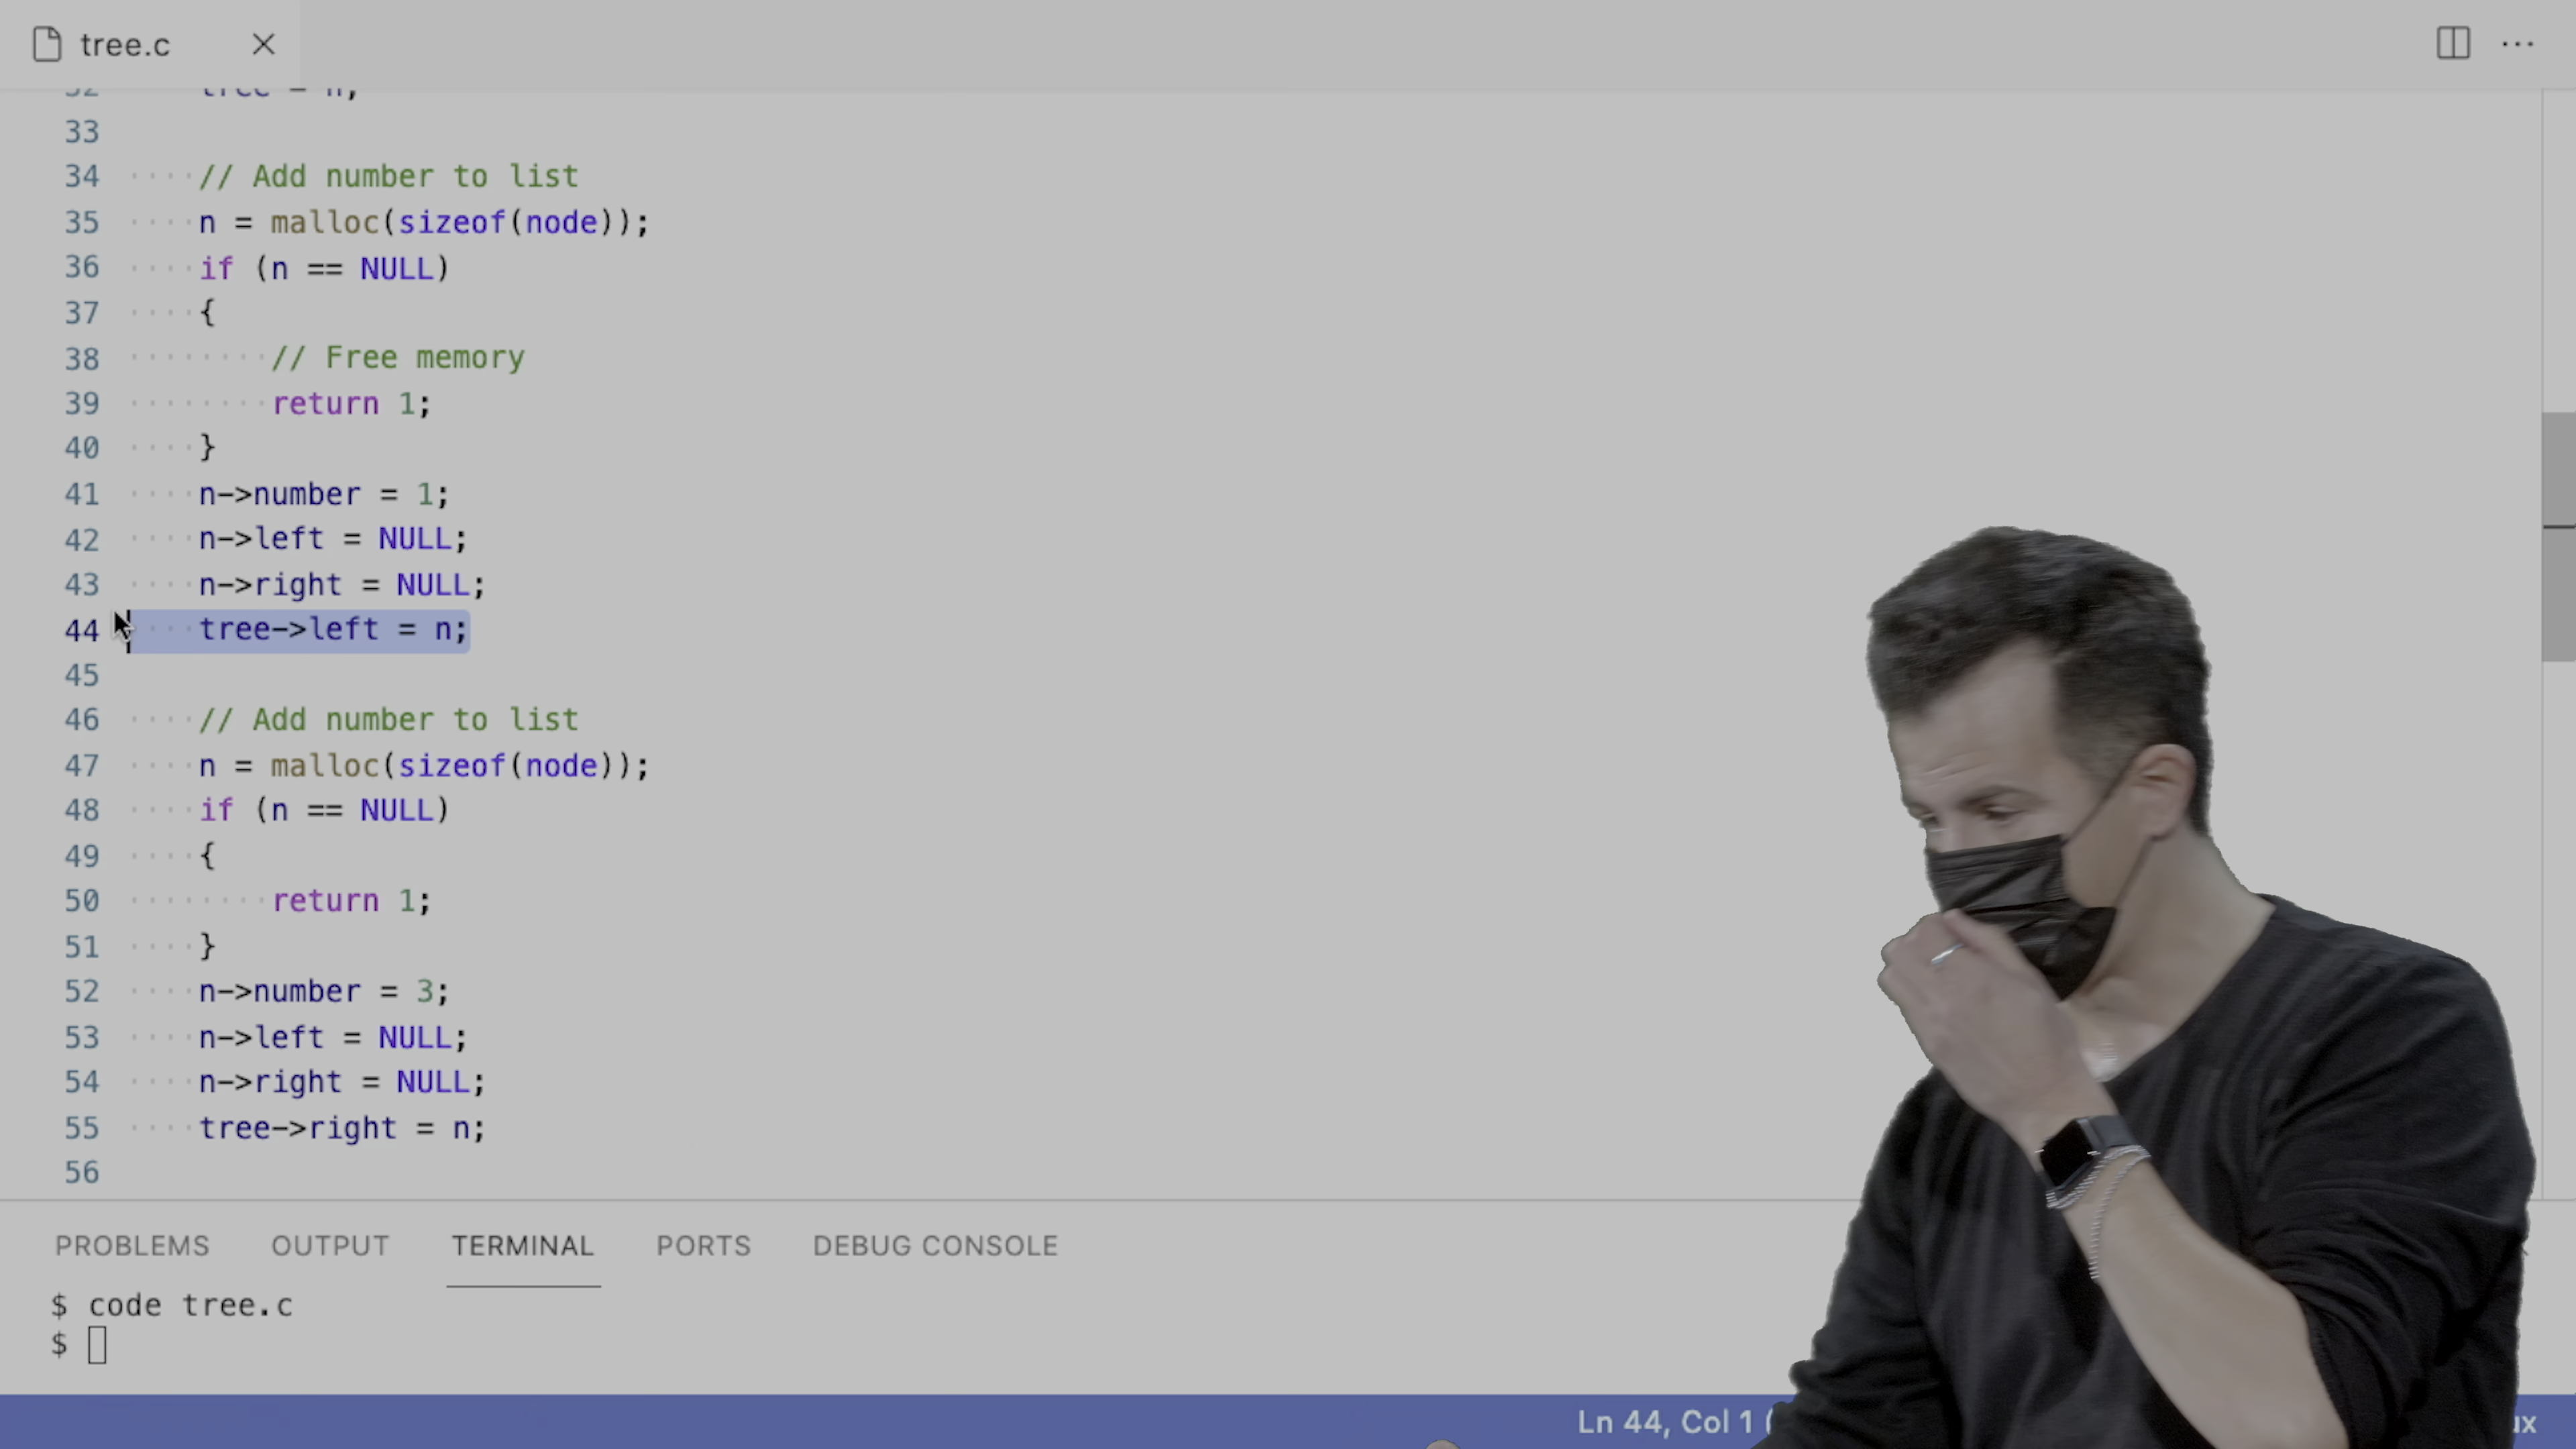 tree.c
32 tree = n;
33
34 // Add number to list
35 n = malloc(sizeof(node));
36 if (n == NULL)
37 {
38 // Free memory
39 return 1;
40 }
41 n->number = 1;
42 n->left = NULL;
43 n->right = NULL;
44 tree->left = n;
45
46 // Add number to list
47 n = malloc(sizeof(node));
48 if (n == NULL)
49 {
50 return 1;
51 }
52 n->number = 3;
53 n->left = NULL;
54 n->right = NULL;
55 tree->right = n;
56
PROBLEMS OUTPUT TERMINAL PORTS DEBUG CONSOLE
$ code tree.c
$
Ln 44, Col 1 (